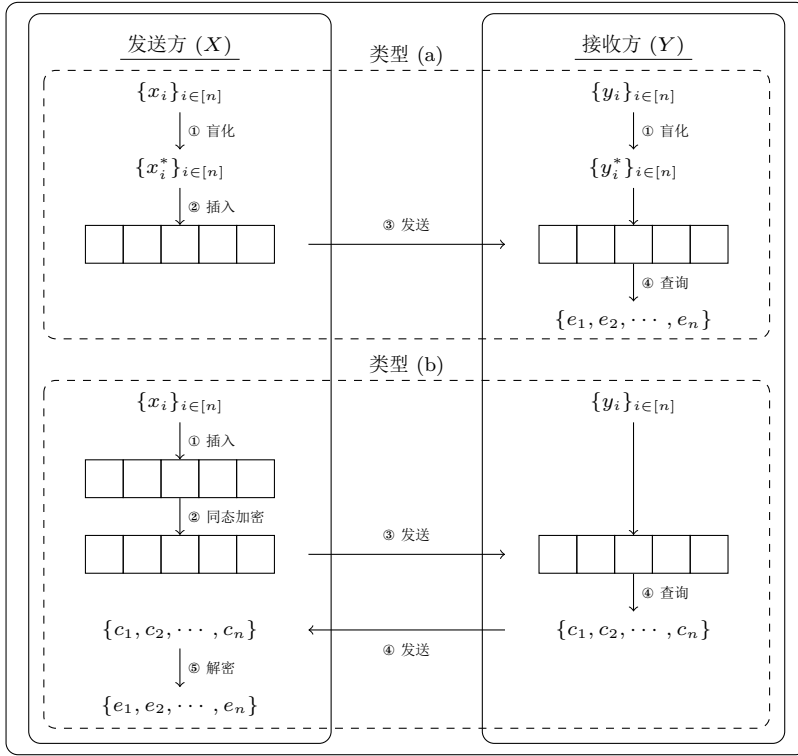 发送方 (X)
接收方 (Y)
类型 (a)
{x_i}_{i∈[n]}
{y_i}_{i∈[n]}
① 盲化
① 盲化
{x_i^*}_{i∈[n]}
{y_i^*}_{i∈[n]}
② 插入
③ 发送
④ 查询
{e_1, e_2, ⋯, e_n}
类型 (b)
{x_i}_{i∈[n]}
{y_i}_{i∈[n]}
① 插入
② 同态加密
③ 发送
④ 查询
{c_1, c_2, ⋯, c_n}
{c_1, c_2, ⋯, c_n}
④ 发送
⑤ 解密
{e_1, e_2, ⋯, e_n}